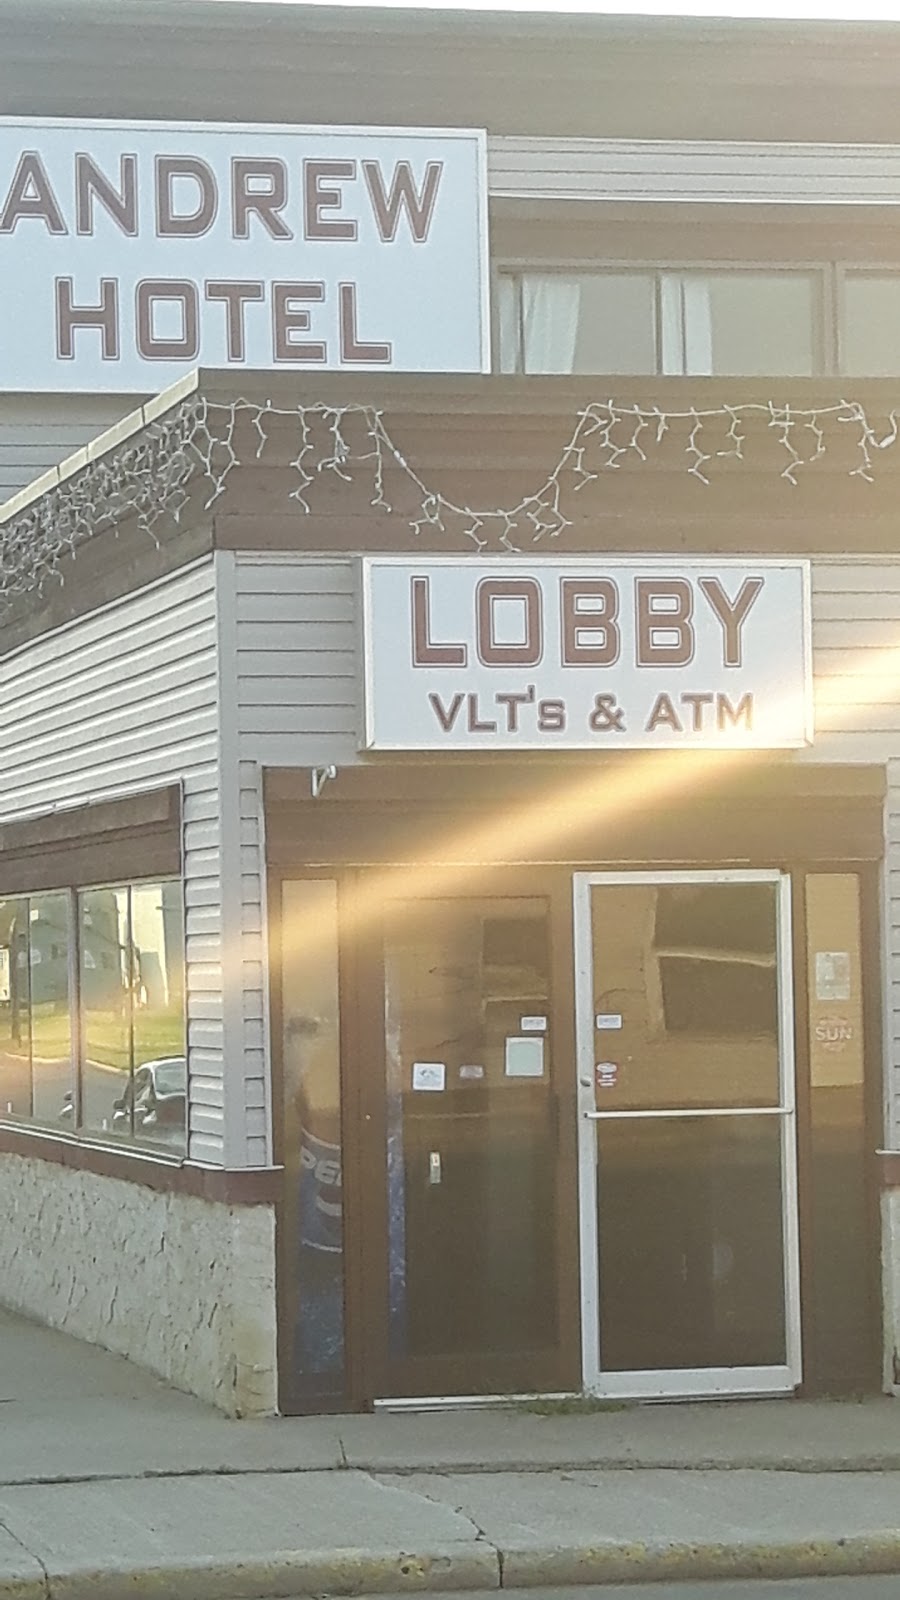 ANDREW
HOTEL
LOBBY
VLT's & ATM
SUN